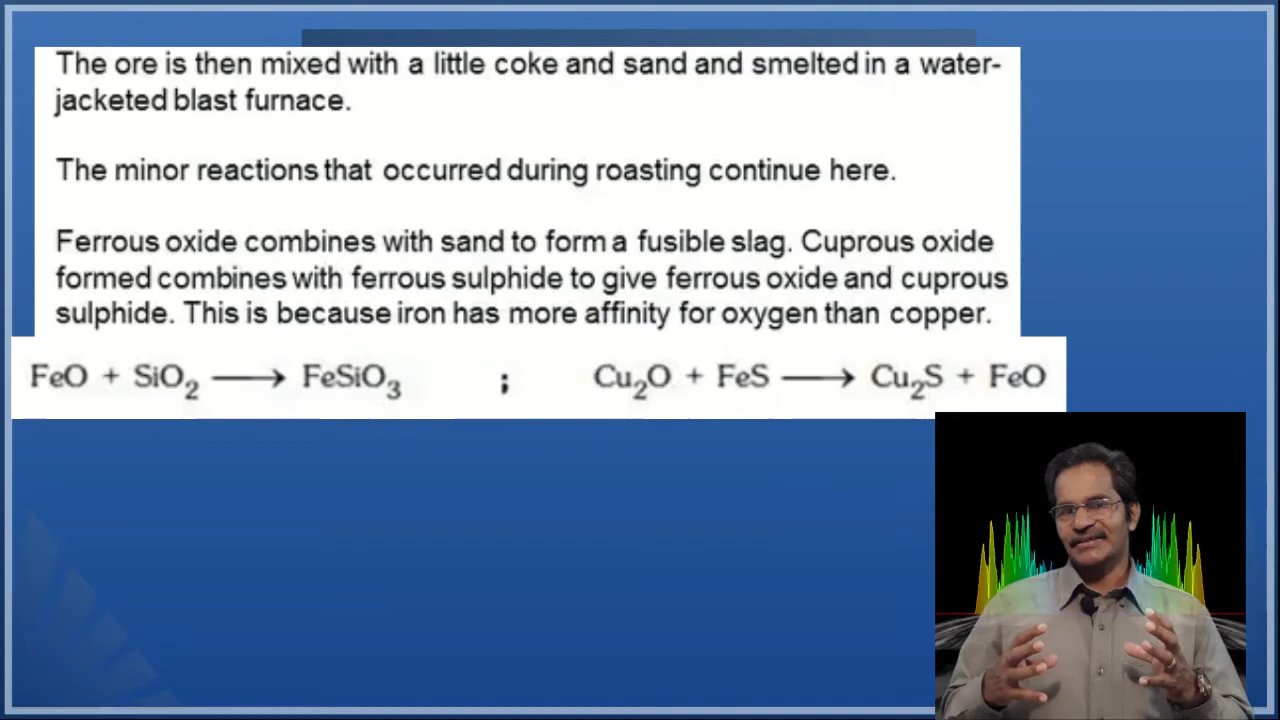 The ore is then mixed with a little coke and sand and smelted in a water-
jacketed blast furnace.
The minor reactions that occurred during roasting continue here.
Ferrous oxide combines with sand to form a fusible slag. Cuprous oxide
formed combines with ferrous sulphide to give ferrous oxide and cuprous
sulphide. This is because iron has more affinity for oxygen than copper.
FeO + SiO₂ ⟶ FeSiO₃ ; Cu₂O + FeS ⟶ Cu₂S + FeO